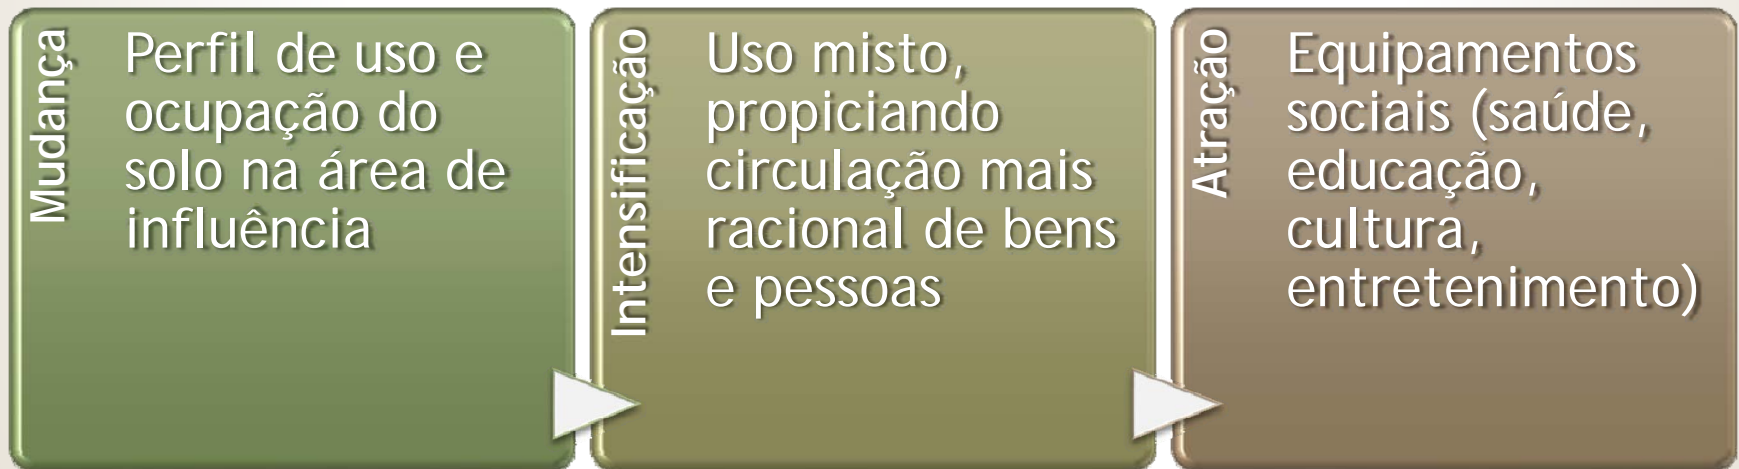 Mudança
Perfil de uso e
ocupação do
solo na área de
influência
Intensificação
Uso misto,
propiciando
circulação mais
racional de bens
e pessoas
Atração
Equipamentos
sociais (saúde,
educação,
cultura,
entretenimento)